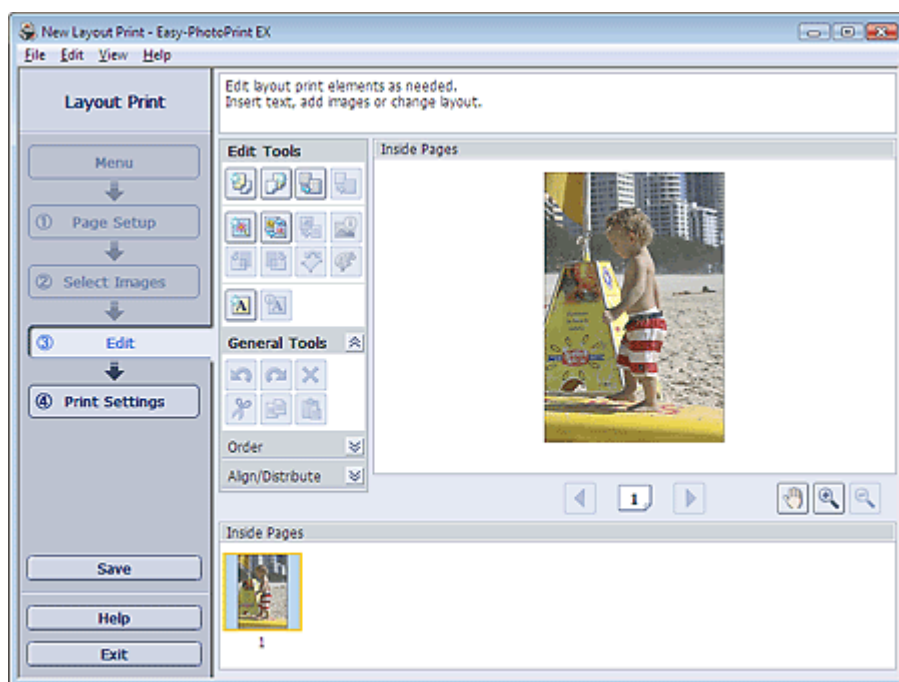 New Layout Print - Easy-PhotoPrint EX
File Edit View Help
Layout Print
Edit layout print elements as needed.
Insert text, add images or change layout.
Menu
① Page Setup
② Select Images
③ Edit
④ Print Settings
Save
Help
Exit
Edit Tools
A A
General Tools
Order
Align/Distribute
Inside Pages
1
Inside Pages
1